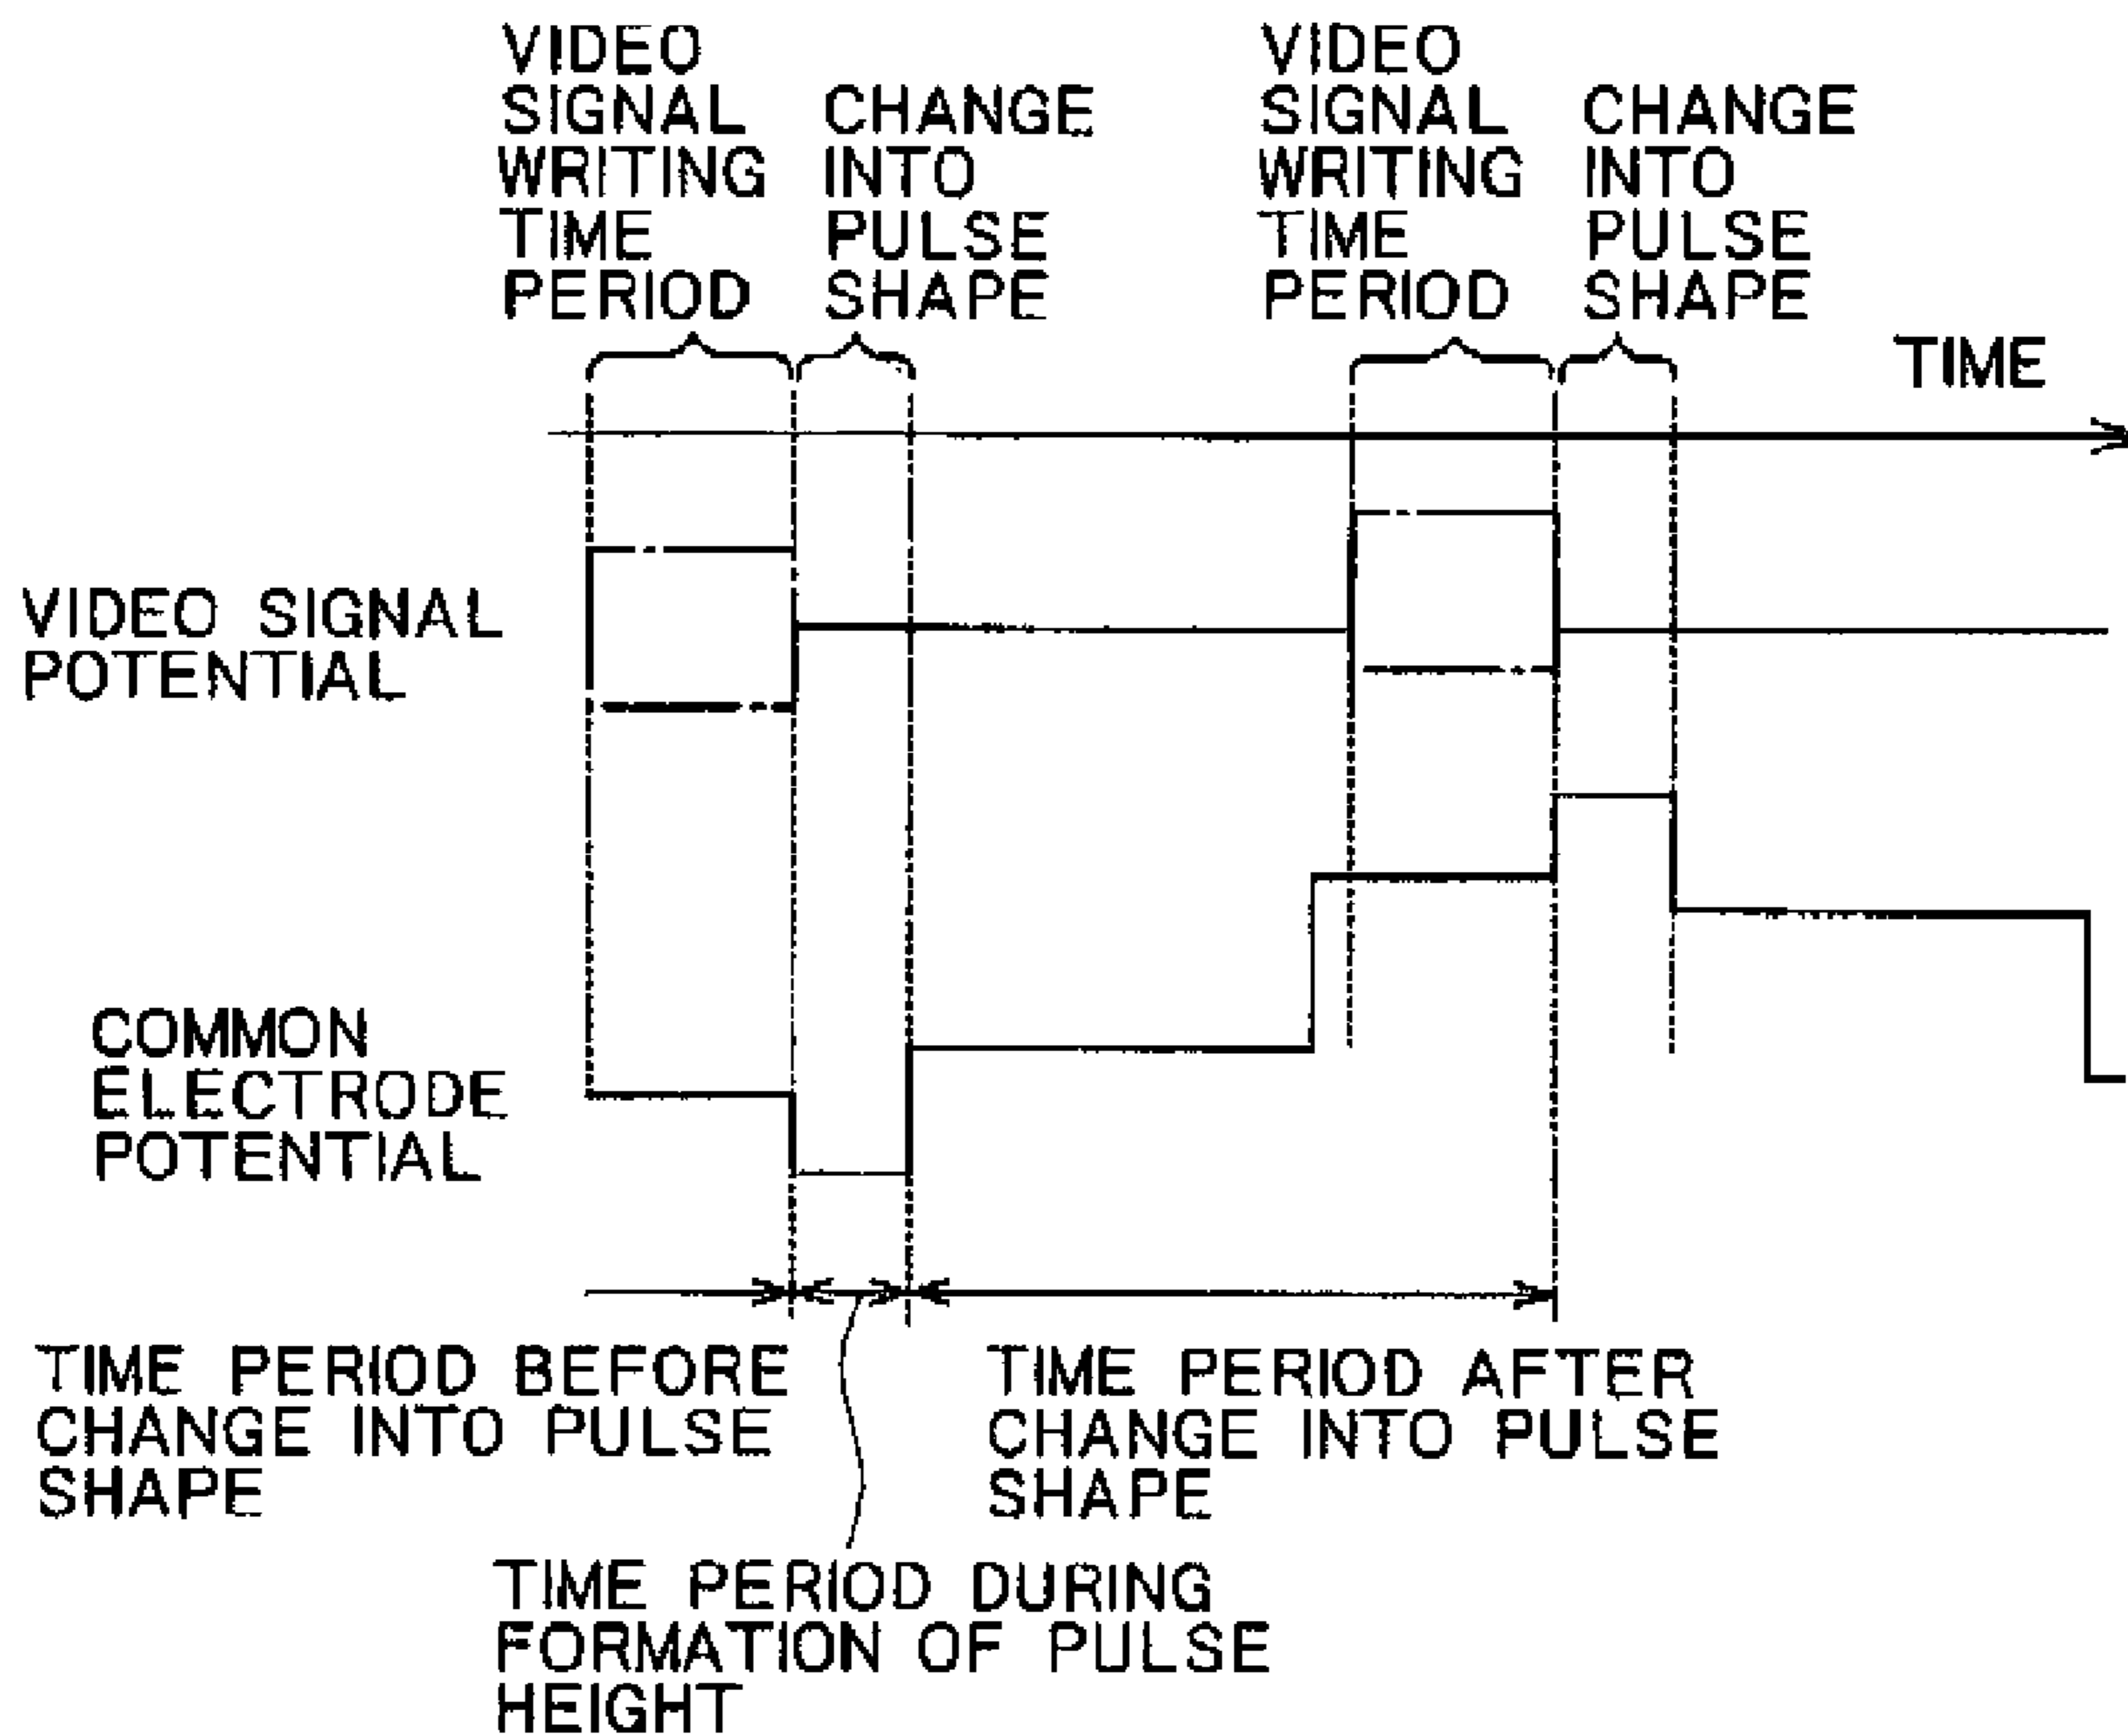 VIDEO
SIGNAL
WRITING
TIME
PERIOD
CHANGE
INTO
PULSE
SHAPE
VIDEO
SIGNAL
WRITING
TIME
PERIOD
CHANGE
INTO
PULSE
SHAPE
TIME
VIDEO SIGNAL
POTENTIAL
COMMON
ELECTRODE
POTENTIAL
TIME PERIOD BEFORE
CHANGE INTO PULSE
SHAPE
TIME PERIOD AFTER
CHANGE INTO PULSE
SHAPE
TIME PERIOD DURING
FORMATION OF PULSE
HEIGHT